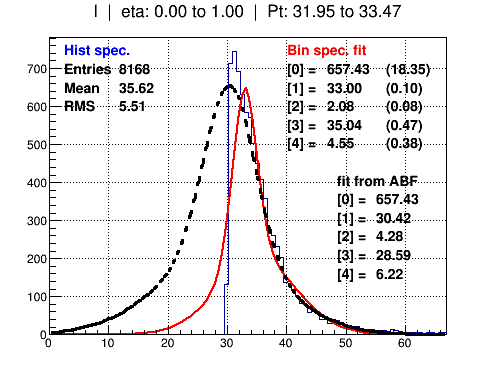 I | eta: 0.00 to 1.00 | Pt: 31.95 to 33.47
Hist spec.
Entries 8168
Mean 35.62
RMS 5.51
Bin spec. fit
[0] = 657.43 (18.35)
[1] = 33.00 (0.10)
[2] = 2.08 (0.08)
[3] = 35.04 (0.47)
[4] = 4.55 (0.38)
fit from ABF
[0] = 657.43
[1] = 30.42
[2] = 4.28
[3] = 28.59
[4] = 6.22
700
600
500
400
300
200
100
0
0 10 20 30 40 50 60